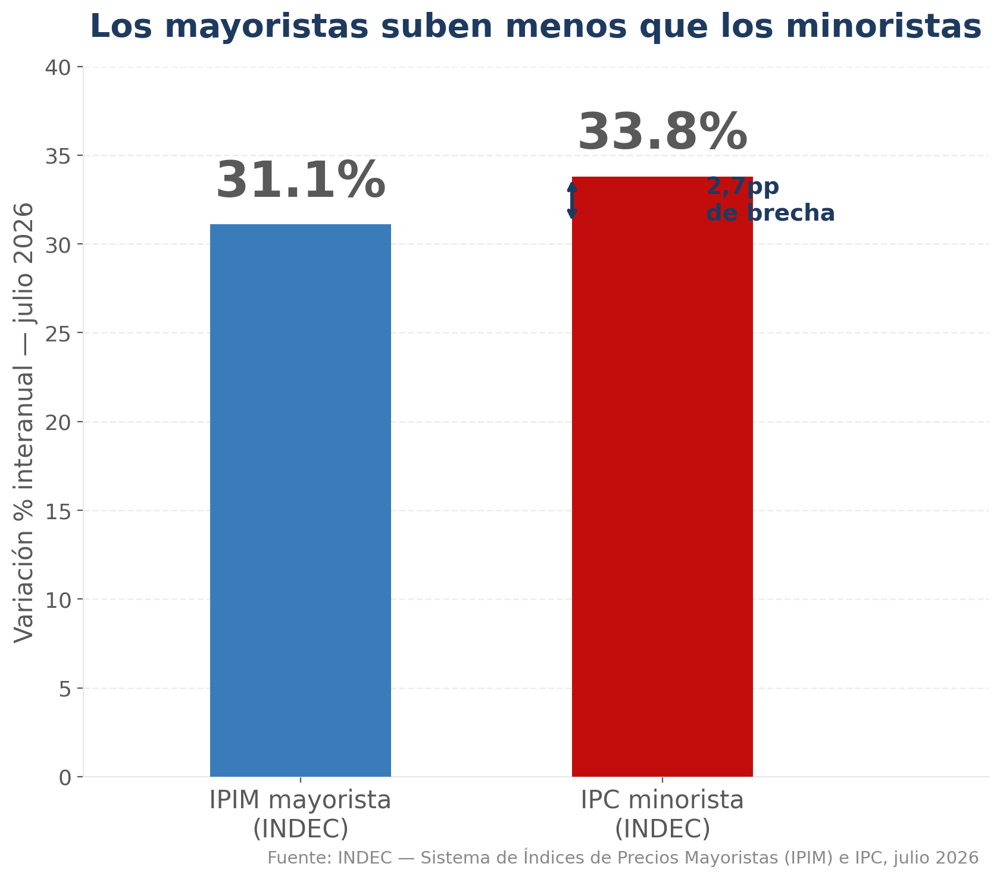 Los mayoristas suben menos que los minoristas
Variación % interanual — julio 2026
40
35
30
25
20
15
10
5
0
31.1%
33.8%
2,7pp
de brecha
IPIM mayorista
(INDEC)
IPC minorista
(INDEC)
Fuente: INDEC — Sistema de Índices de Precios Mayoristas (IPIM) e IPC, julio 2026